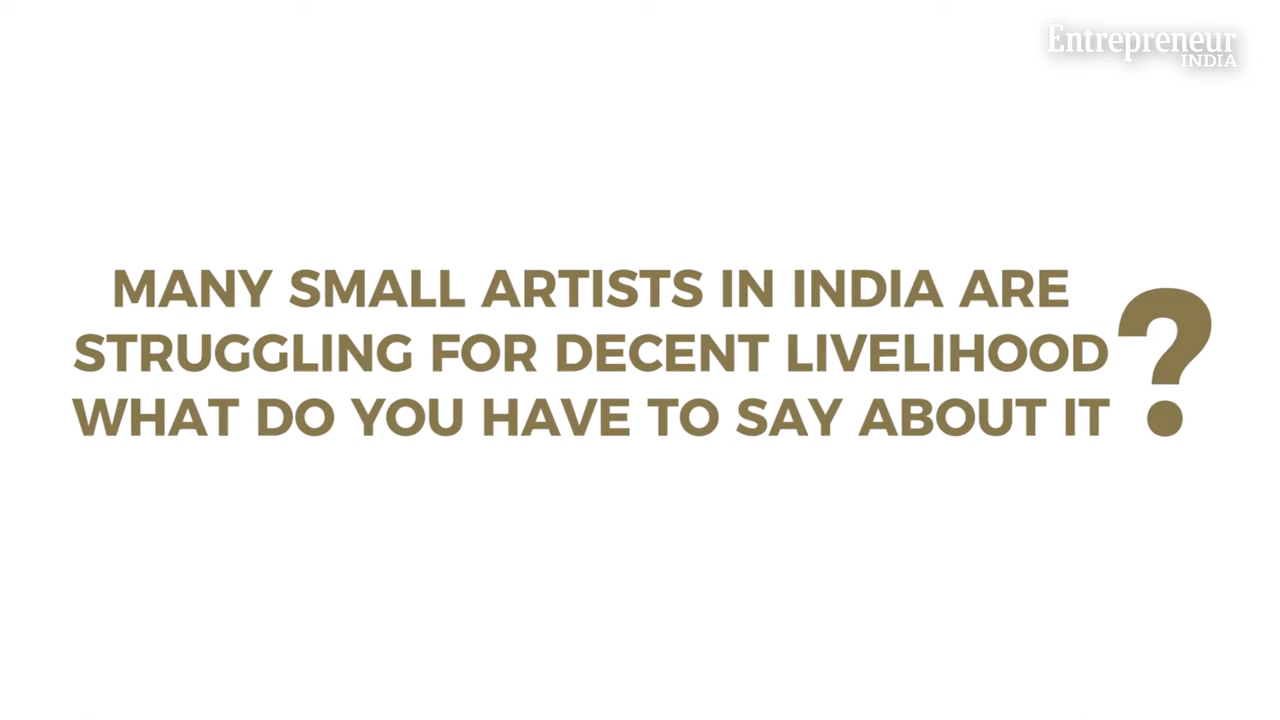 Entrepreneur
INDIA
MANY SMALL ARTISTS IN INDIA ARE
STRUGGLING FOR DECENT LIVELIHOOD
WHAT DO YOU HAVE TO SAY ABOUT IT ?